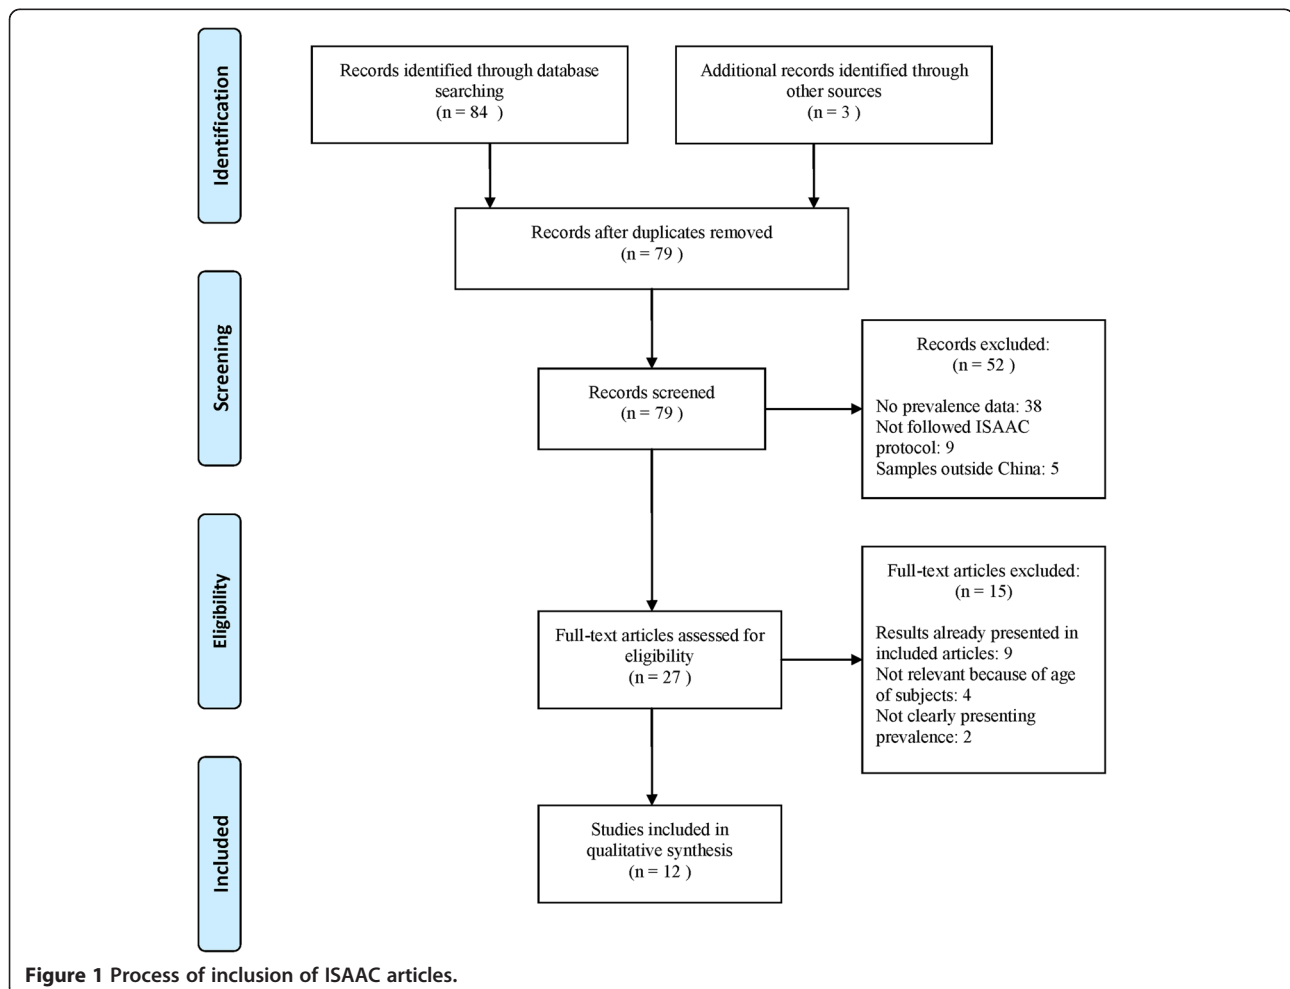 Identification
Records identified through database
searching
(n = 84 )
Additional records identified through
other sources
(n = 3 )
Records after duplicates removed
(n = 79 )
Screening
Records screened
(n = 79 )
Records excluded:
(n = 52 )
No prevalence data: 38
Not followed ISAAC
protocol: 9
Samples outside China: 5
Eligibility
Full-text articles assessed for
eligibility
(n = 27 )
Full-text articles excluded:
(n = 15)
Results already presented in
included articles: 9
Not relevant because of age
of subjects: 4
Not clearly presenting
prevalence: 2
Included
Studies included in
qualitative synthesis
(n = 12 )
Figure 1 Process of inclusion of ISAAC articles.